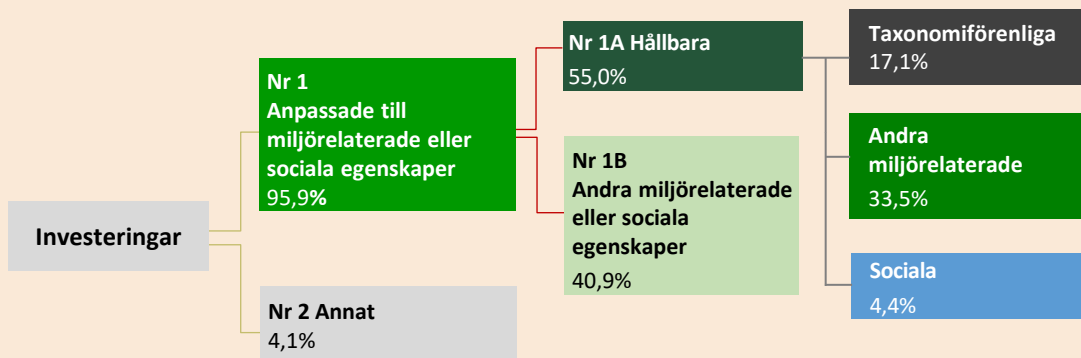 Investeringar
Nr 1
Anpassade till
miljörelaterade eller
sociala egenskaper
95,9%
Nr 2 Annat
4,1%
Nr 1A Hållbara
55,0%
Nr 1B
Andra miljörelaterade
eller sociala
egenskaper
40,9%
Taxonomiförenliga
17,1%
Andra
miljörelaterade
33,5%
Sociala
4,4%